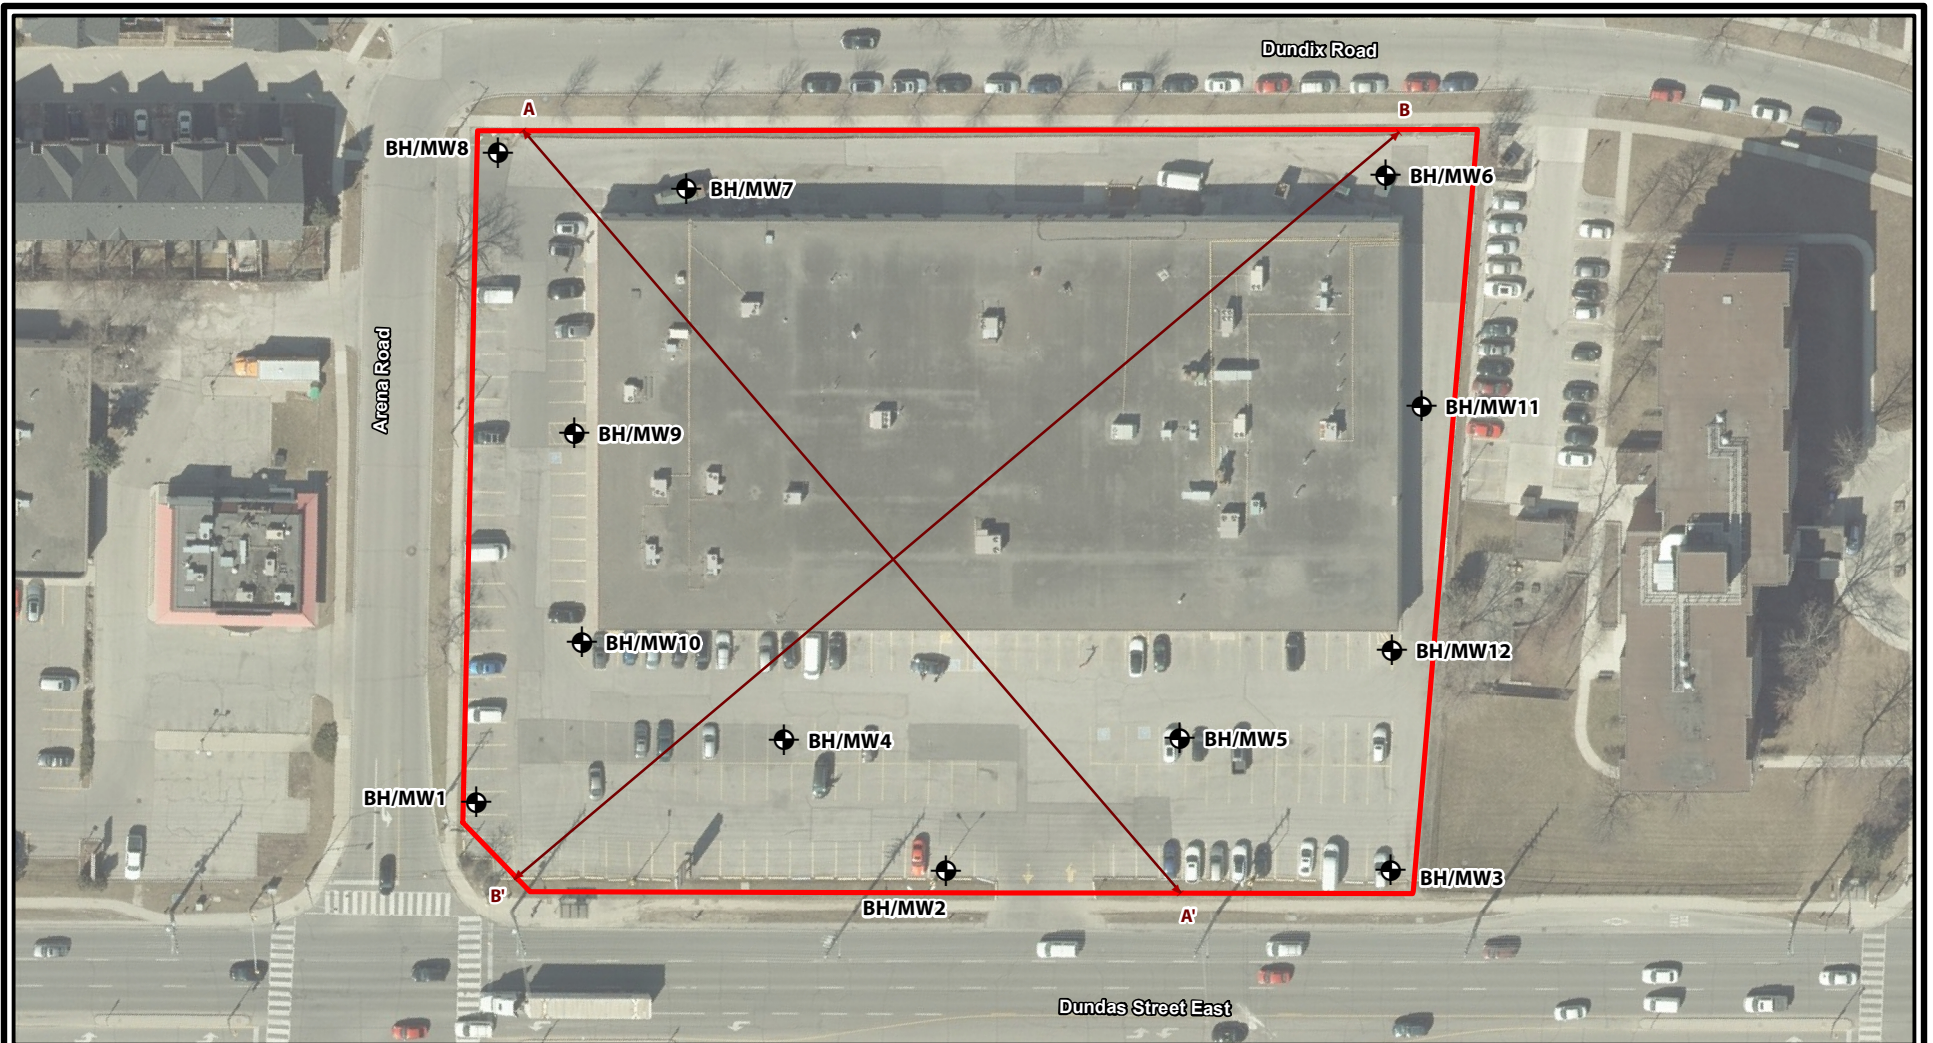 Dundix Road
A
B
BH/MW8
BH/MW7
BH/MW6
Arena Road
BH/MW11
BH/MW9
BH/MW10
BH/MW12
BH/MW4
BH/MW5
BH/MW1
BH/MW3
B'
BH/MW2
A'
Dundas Street East